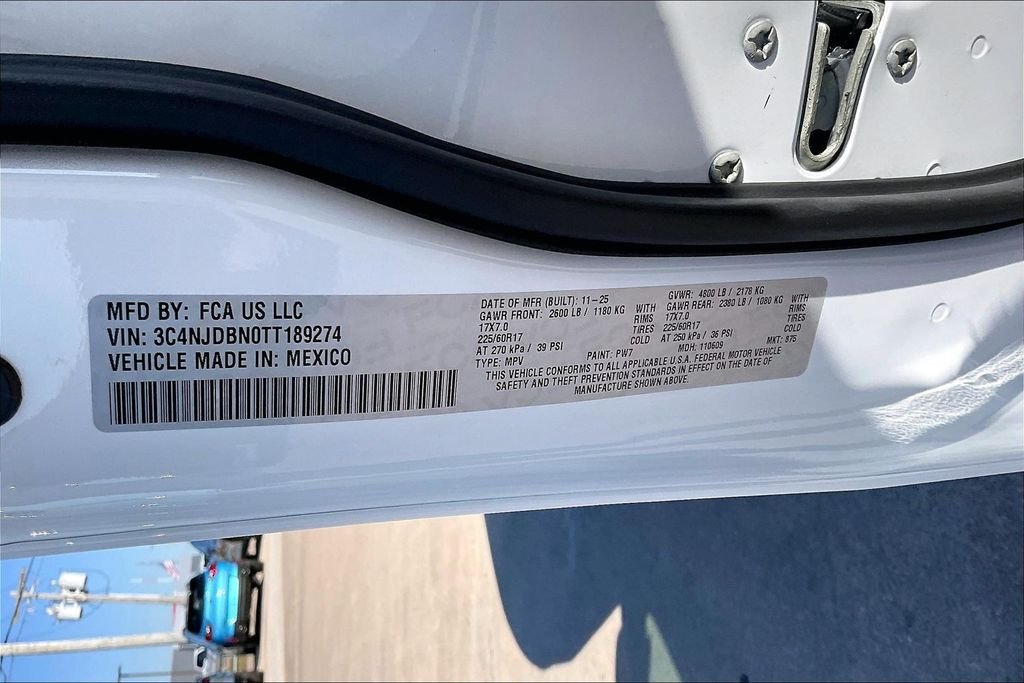 MFD BY: FCA US LLC
VIN: 3C4NJDBN0TT189274
VEHICLE MADE IN: MEXICO
DATE OF MFR (BUILT): 11-25 GVWR: 4800 LB / 2178 KG
GAWR FRONT: 2600 LB / 1180 KG WITH GAWR REAR: 2380 LB / 1080 KG WITH
17X7.0 RIMS 17X7.0 RIMS
225/60R17 TIRES 225/60R17 TIRES
AT 270 kPa / 39 PSI COLD AT 250 kPa / 36 PSI COLD
TYPE: MPV PAINT: PW7 MDH: 110609 MKT: 875
THIS VEHICLE CONFORMS TO ALL APPLICABLE U.S.A. FEDERAL MOTOR VEHICLE
SAFETY AND THEFT PREVENTION STANDARDS IN EFFECT ON THE DATE OF
MANUFACTURE SHOWN ABOVE.